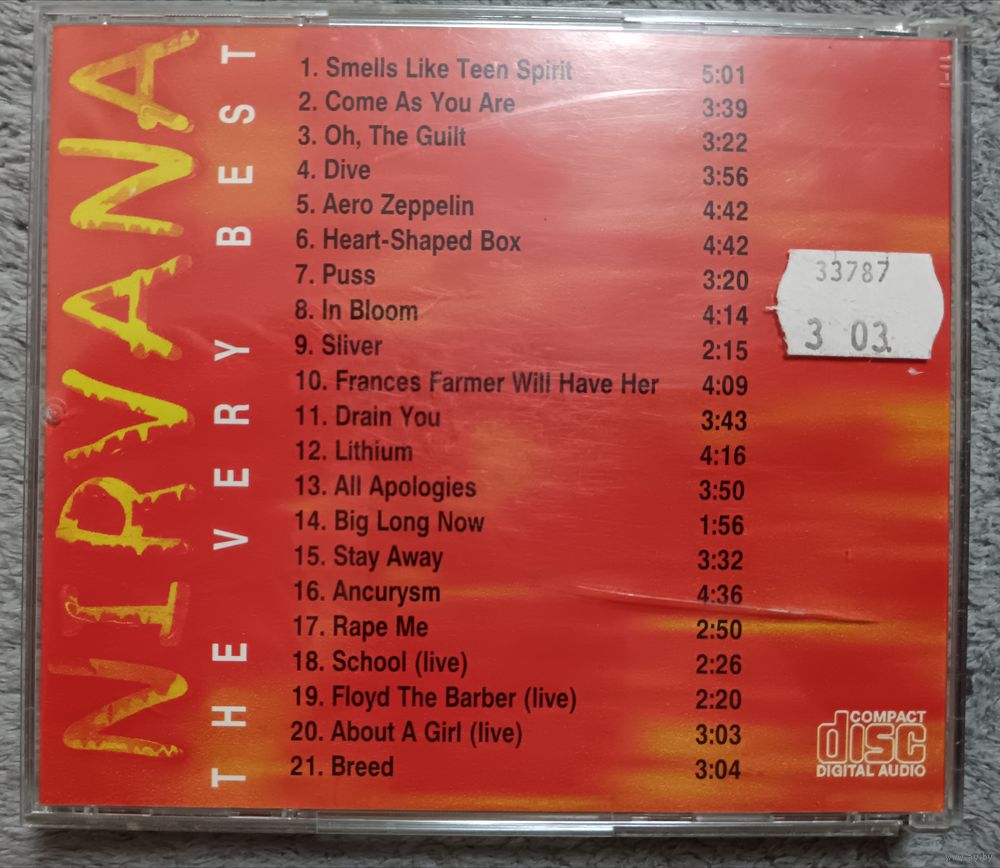 NIRVANA
THE VERY BEST
1. Smells Like Teen Spirit 5:01
2. Come As You Are 3:39
3. Oh, The Guilt 3:22
4. Dive 3:56
5. Aero Zeppelin 4:42
6. Heart-Shaped Box 4:42
7. Puss 3:20
8. In Bloom 4:14
9. Sliver 2:15
10. Frances Farmer Will Have Her 4:09
11. Drain You 3:43
12. Lithium 4:16
13. All Apologies 3:50
14. Big Long Now 1:56
15. Stay Away 3:32
16. Ancurysm 4:36
17. Rape Me 2:50
18. School (live) 2:26
19. Floyd The Barber (live) 2:20
20. About A Girl (live) 3:03
21. Breed 3:04
33787
3 03
COMPACT
disc
DIGITAL AUDIO